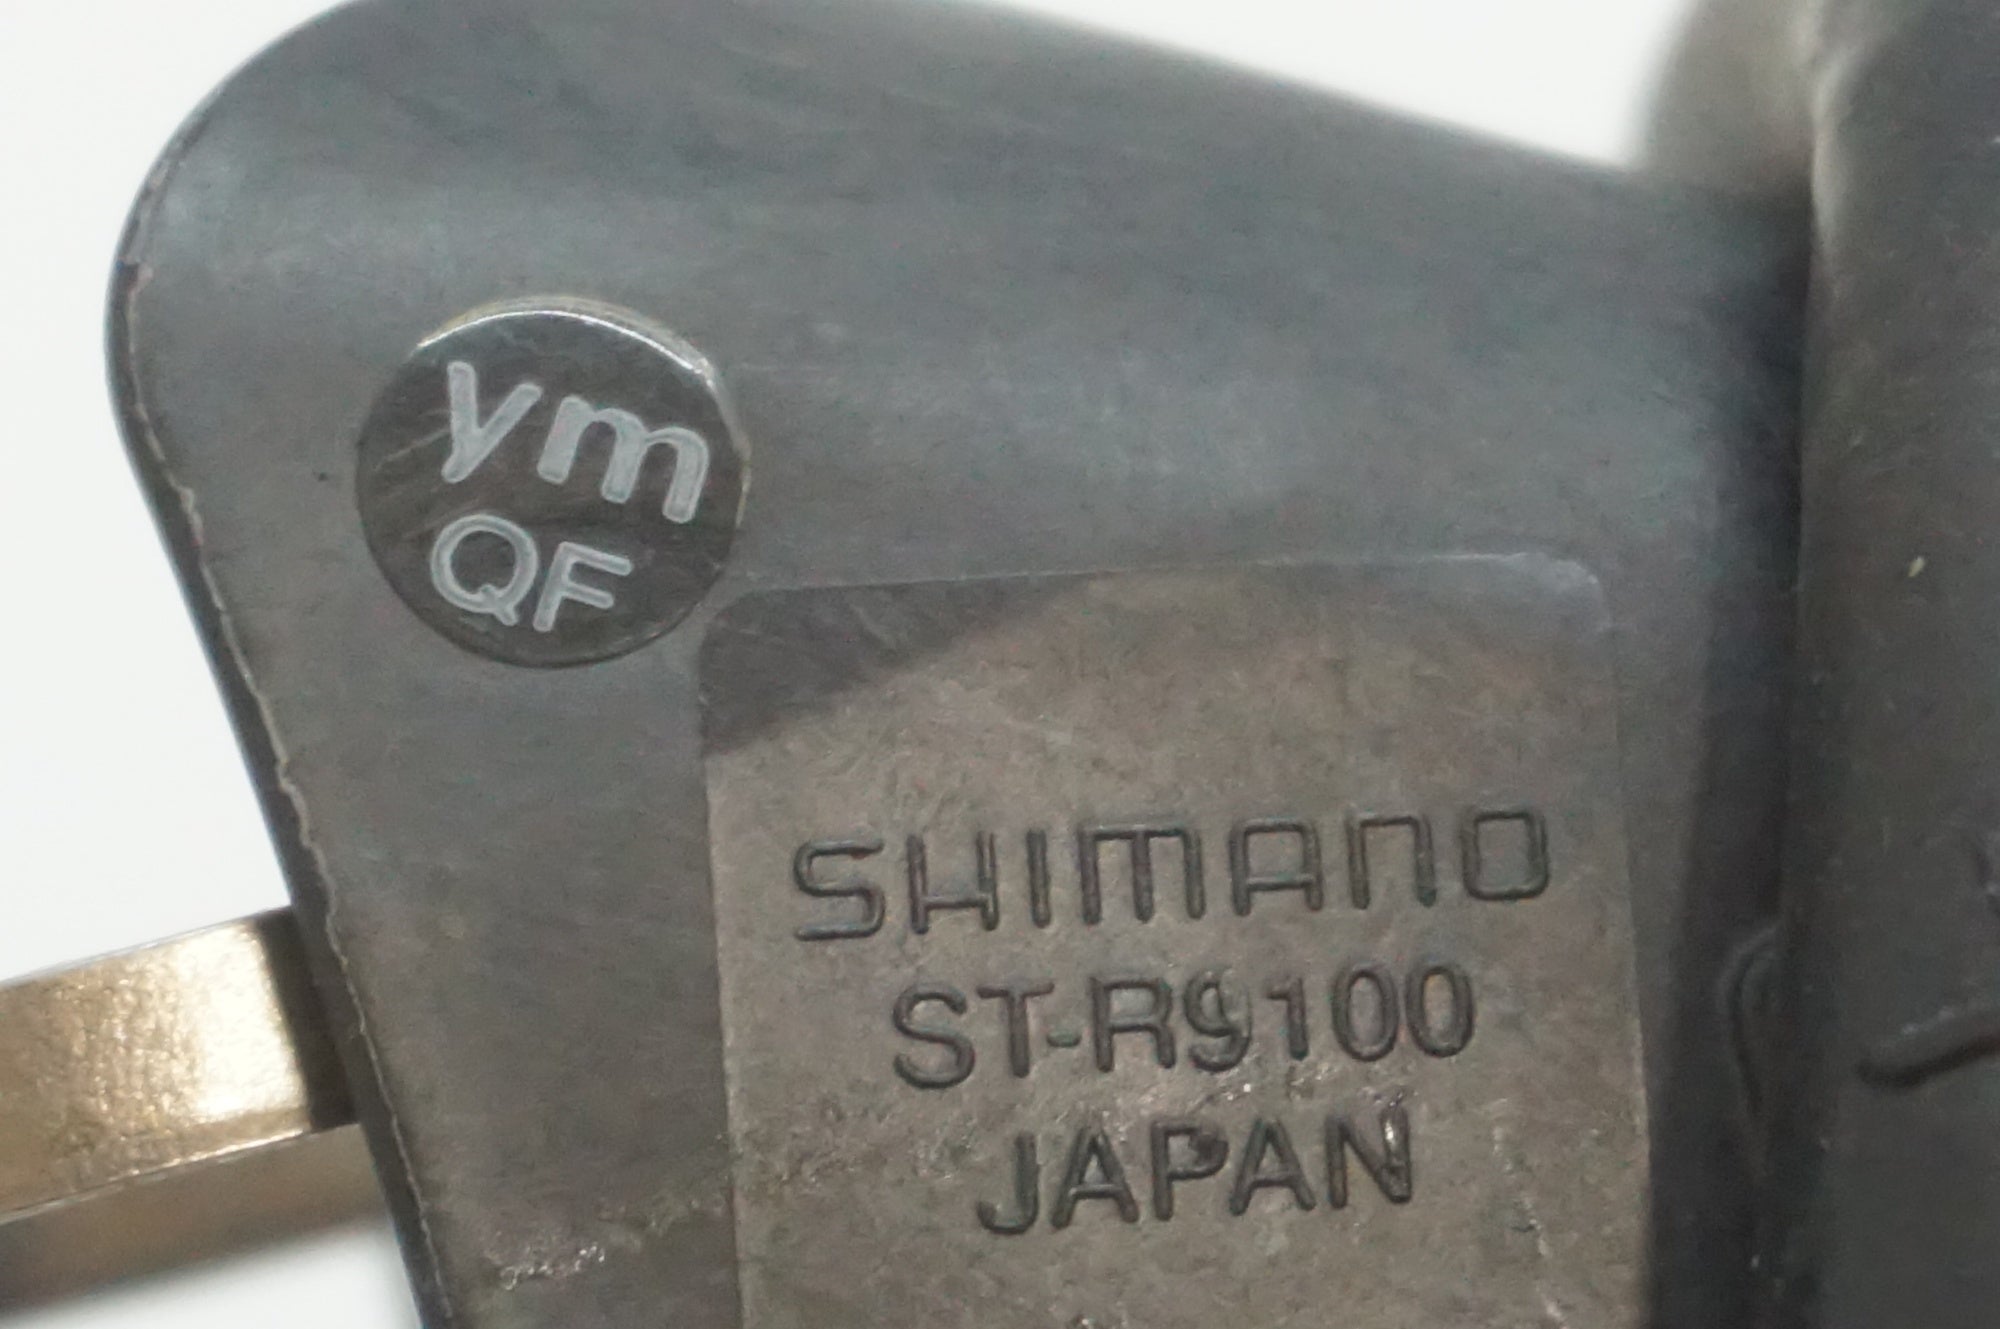 ym
QF
SHIMANO
ST-R9100
JAPAN